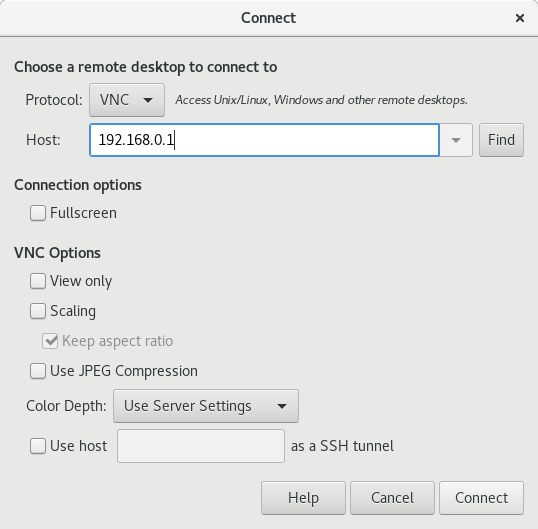 Connect
Choose a remote desktop to connect to
Protocol: VNC Access Unix/Linux, Windows and other remote desktops.
Host: 192.168.0.1 Find
Connection options
Fullscreen
VNC Options
View only
Scaling
Keep aspect ratio
Use JPEG Compression
Color Depth: Use Server Settings
Use host as a SSH tunnel
Help Cancel Connect